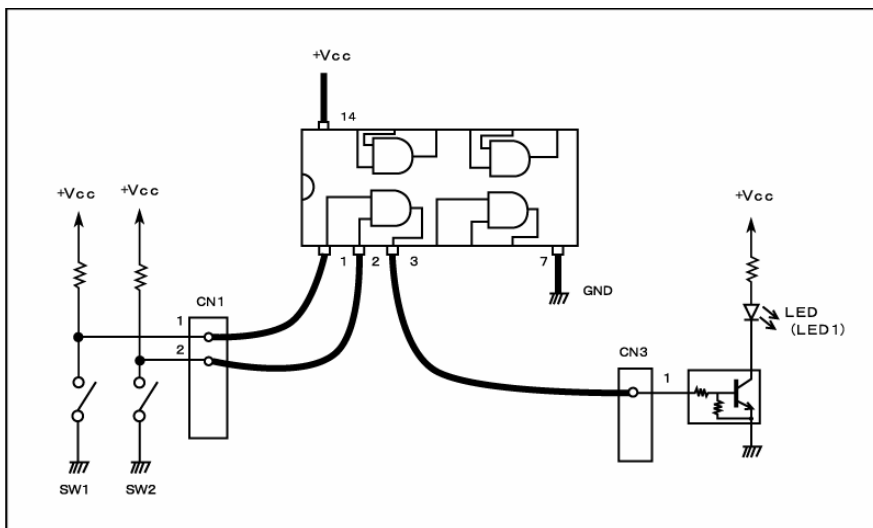 +Vcc
14
+Vcc
+Vcc
+Vcc
1
2
3
7
GND
CN1
1
2
LED
(LED1)
CN3
1
SW1
SW2